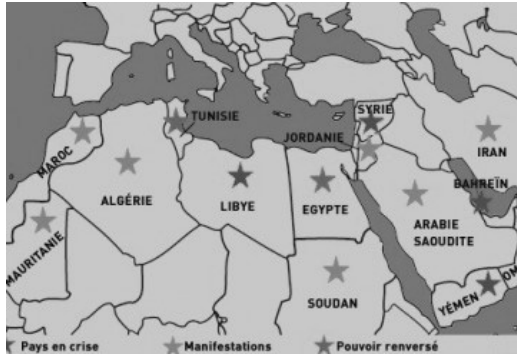 TUNISIE
SYRIE
JORDANIE
MAROC
IRAN
ALGÉRIE
LIBYE
EGYPTE
BAHREÏN
ARABIE
SAOUDITE
MAURITANIE
SOUDAN
YÉMEN
OM
Pays en crise
Manifestations
Pouvoir renversé